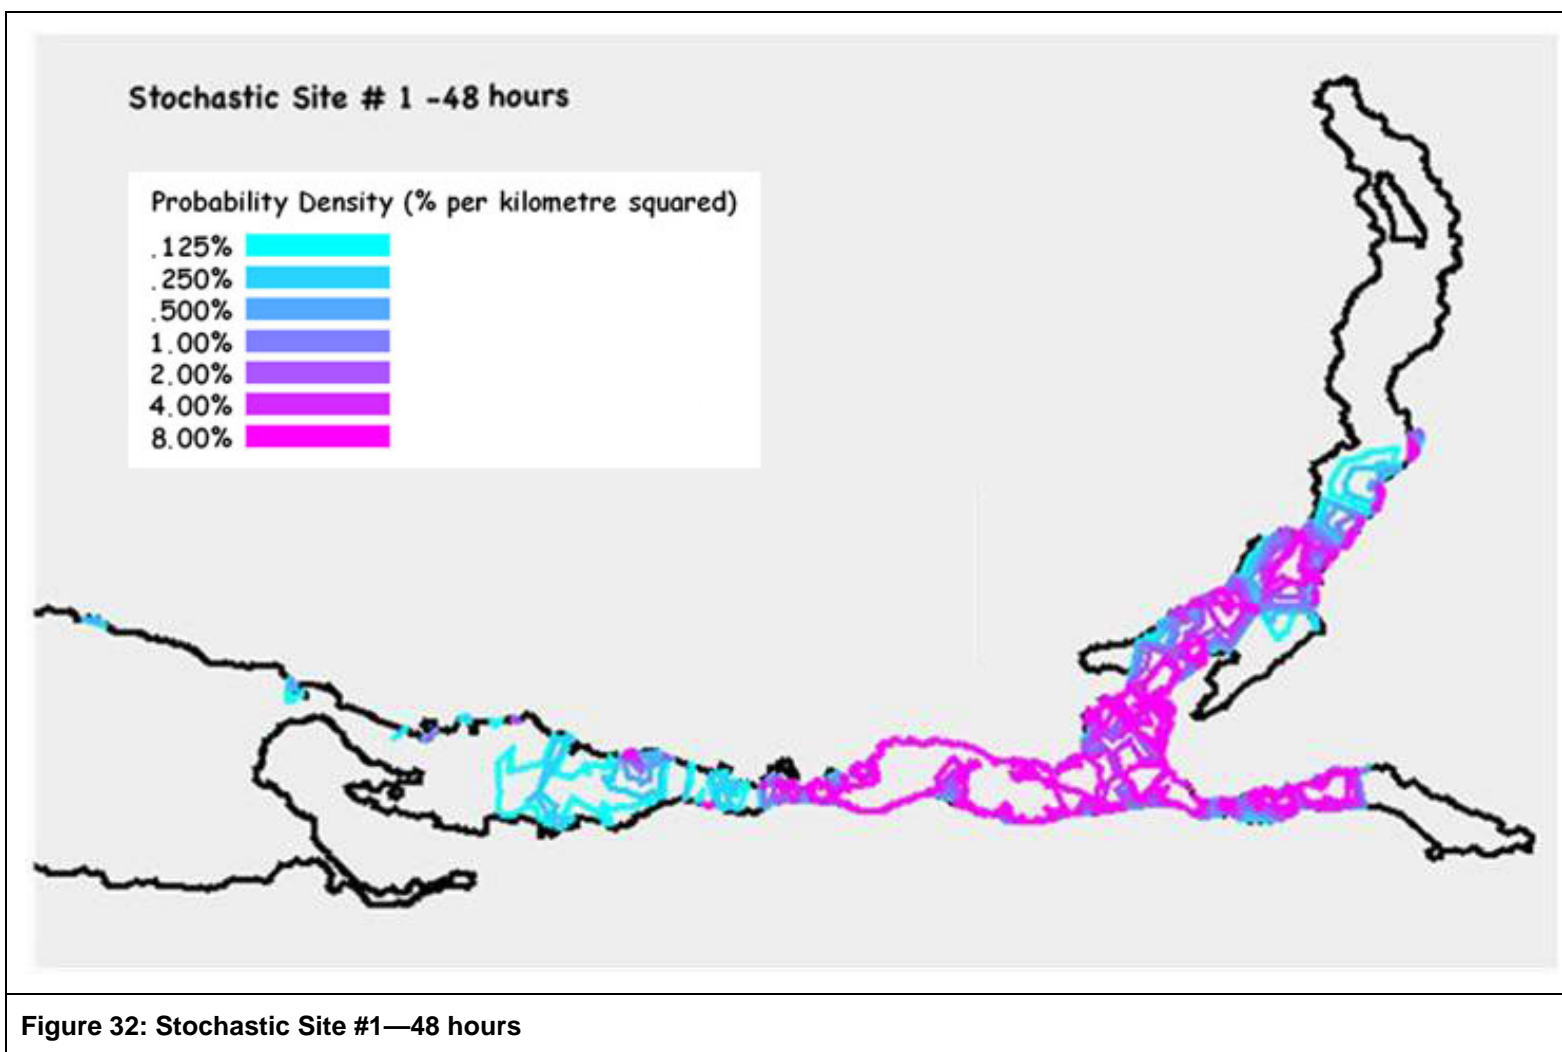 Stochastic Site # 1 -48 hours
Probability Density (% per kilometre squared)
.125%
.250%
.500%
1.00%
2.00%
4.00%
8.00%
Figure 32: Stochastic Site #1—48 hours